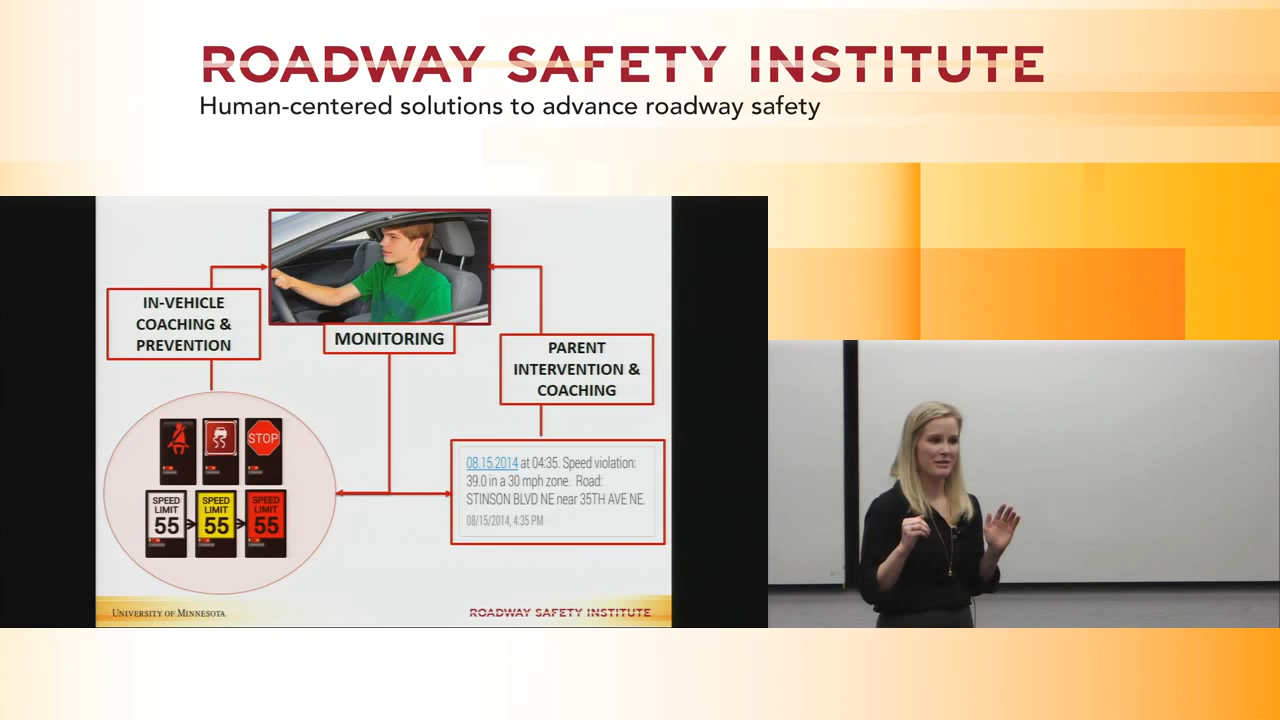 ROADWAY SAFETY INSTITUTE
Human-centered solutions to advance roadway safety
IN-VEHICLE
COACHING &
PREVENTION
MONITORING
PARENT
INTERVENTION &
COACHING
STOP
SPEED
LIMIT
55
SPEED
LIMIT
55
SPEED
LIMIT
55
08.15.2014 at 04:35. Speed violation:
39.0 in a 30 mph zone. Road:
STINSON BLVD NE near 35TH AVE NE.
08/15/2014, 4:35 PM
UNIVERSITY OF MINNESOTA
ROADWAY SAFETY INSTITUTE